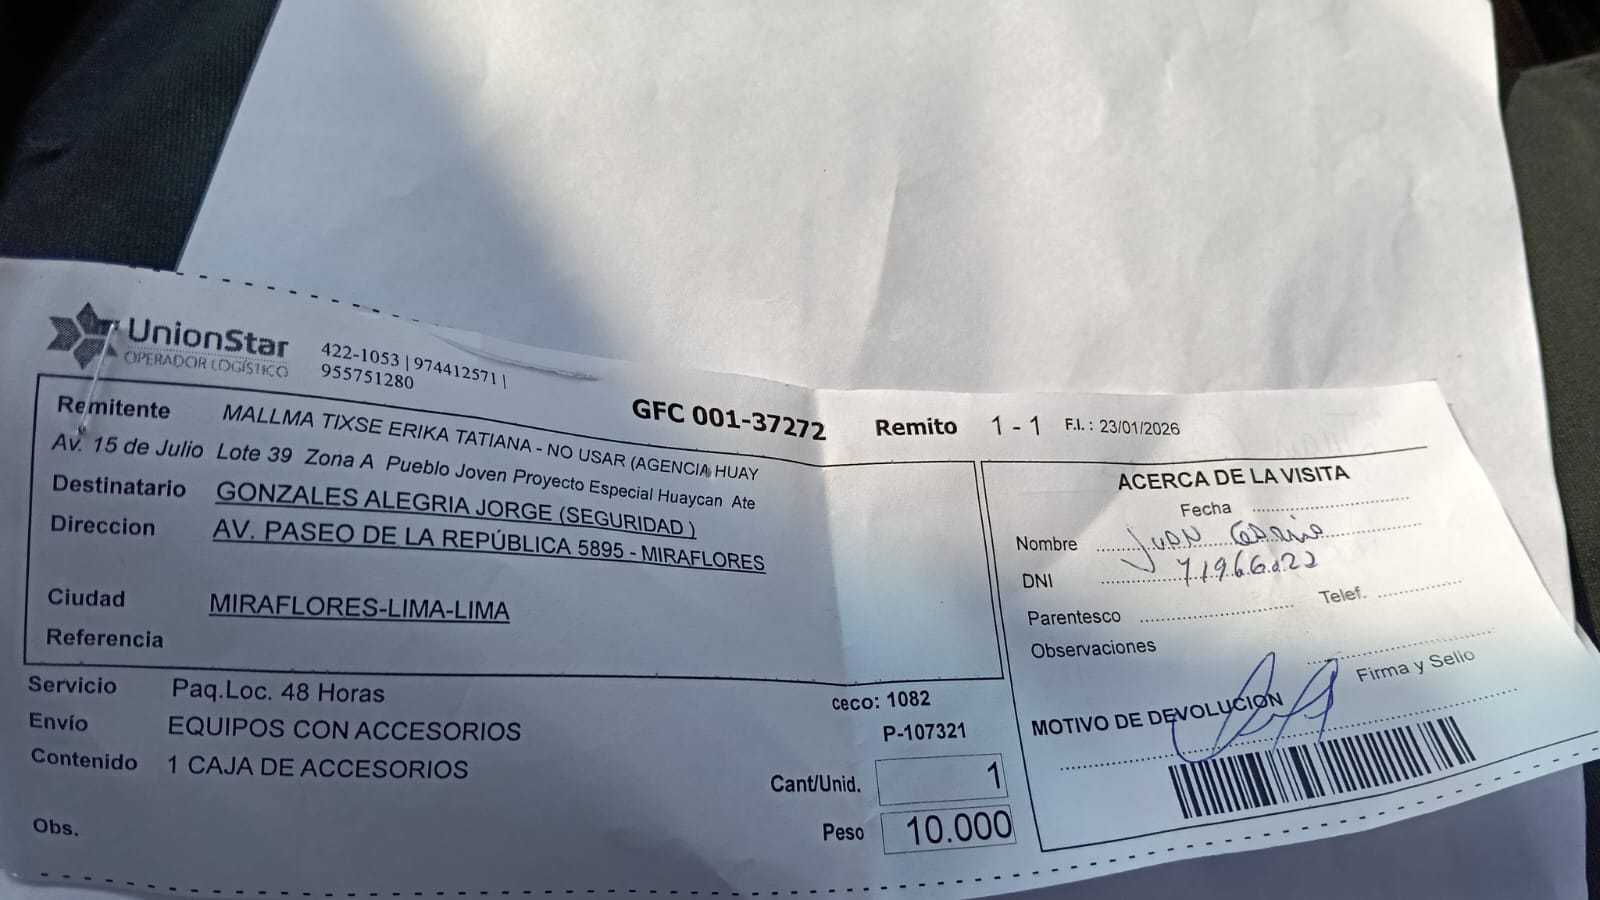 UnionStar
OPERADOR LOGÍSTICO
422-1053 | 974412571 |
955751280
GFC 001-37272
Remito 1 - 1 F.I. : 23/01/2026
Remitente MALLMA TIXSE ERIKA TATIANA - NO USAR (AGENCIA HUAY
Av. 15 de Julio Lote 39 Zona A Pueblo Joven Proyecto Especial Huaycan Ate
Destinatario GONZALES ALEGRIA JORGE (SEGURIDAD )
Direccion AV. PASEO DE LA REPÚBLICA 5895 - MIRAFLORES
Ciudad MIRAFLORES-LIMA-LIMA
Referencia
Servicio Paq.Loc. 48 Horas
Envío EQUIPOS CON ACCESORIOS
Contenido 1 CAJA DE ACCESORIOS
Obs.
ceco: 1082
P-107321
Cant/Unid. 1
Peso 10.000
ACERCA DE LA VISITA
Fecha
Nombre JUAN
DNI
Parentesco Telef.
Observaciones
Firma y Sello
MOTIVO DE DEVOLUCION